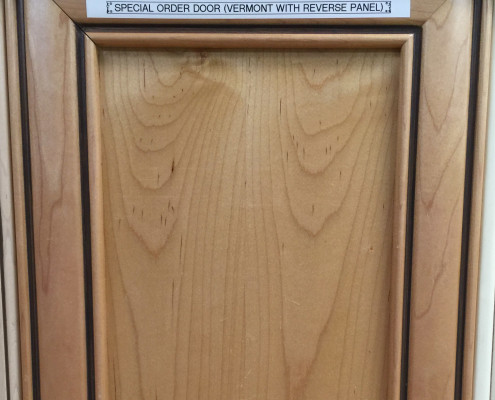 SPECIAL ORDER DOOR (VERMONT WITH REVERSE PANEL)